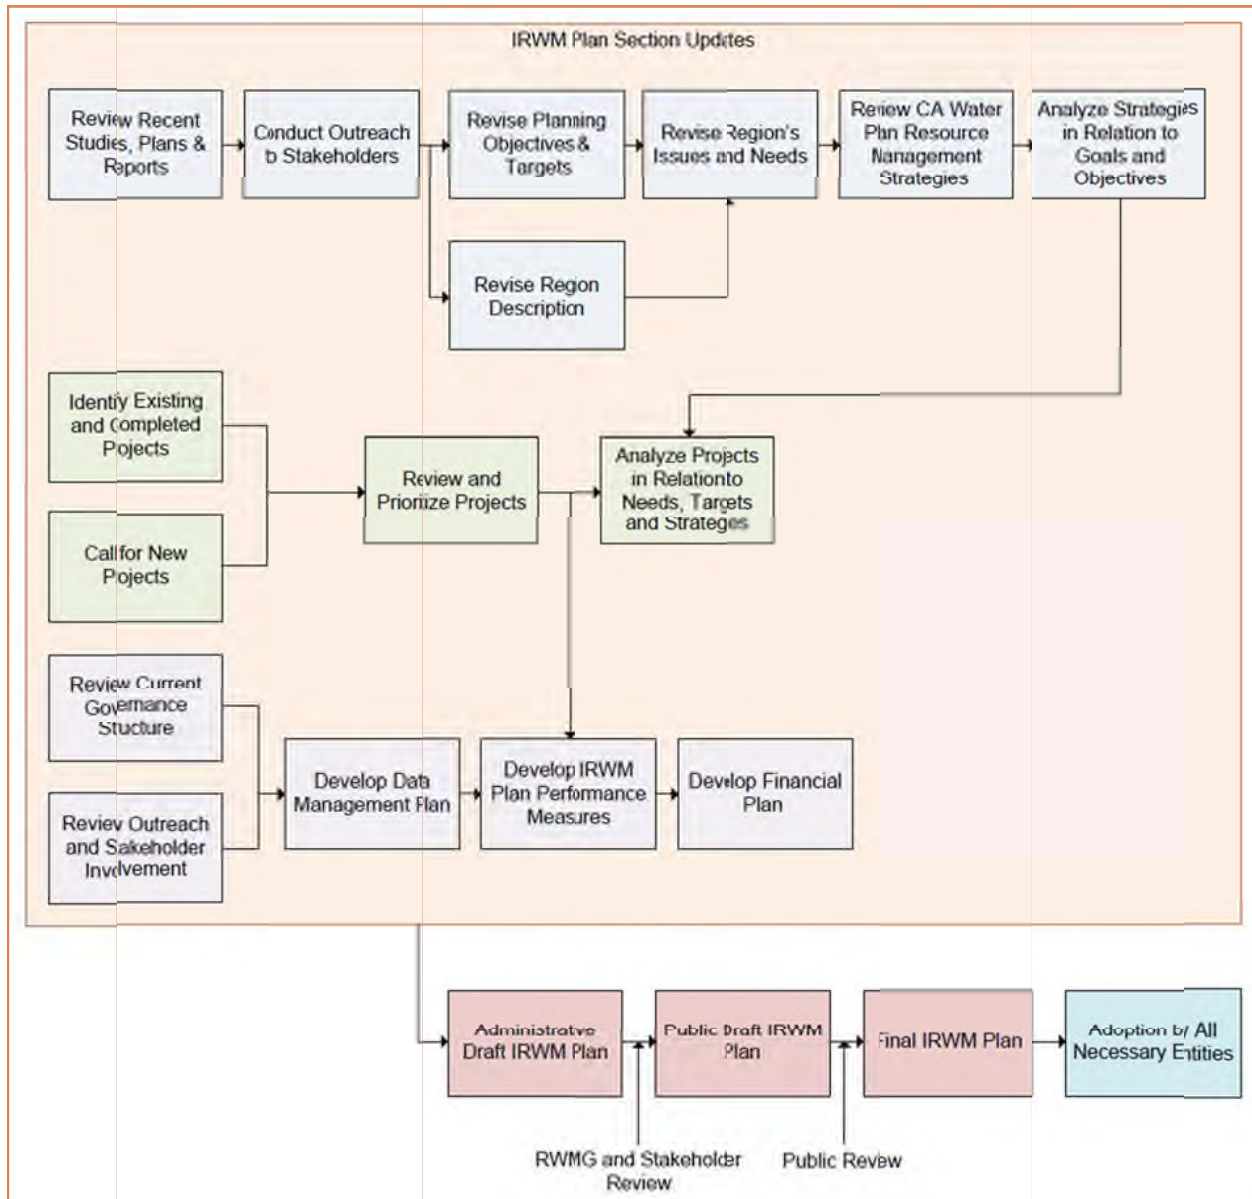 IRWM Plan Section Updates
Review Recent
Studies, Plans &
Reports
Conduct Outreach
to Stakeholders
Revise Planning
Objectives &
Targets
Revise Region's
Issues and Needs
Review CA Water
Plan Resource
Management
Strategies
Analyze Strategies
in Relation to
Goals and
Objectives
Revise Region
Description
Identify Existing
and Completed
Pojects
Call for New
Pojects
Review and
Prioritize Projects
Analyze Projects
in Relation to
Needs, Targets
and Strateges
Review Current
Governance
Structure
Review Outreach
and Sakeholder
Involvement
Develop Data
Management Plan
Develop IRWM
Plan Performance
Measures
Develop Financial
Plan
Administrative
Draft IRWM Plan
Public Draft IRWM
Plan
Final IRWM Plan
Adoption by All
Necessary Entities
RWMG and Stakeholder
Review
Public Review